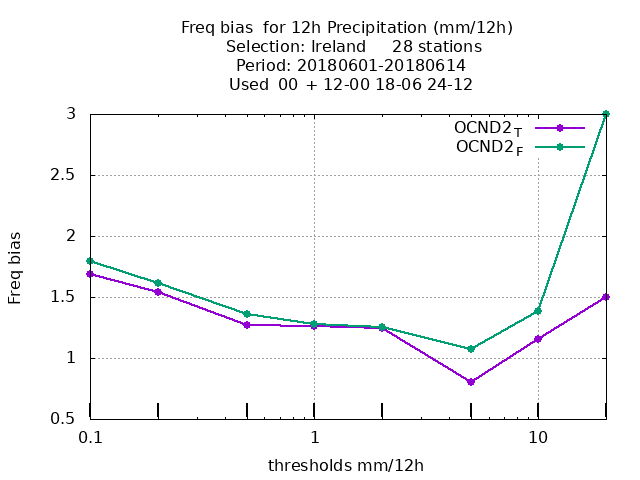 Freq bias  for 12h Precipitation (mm/12h)
Selection: Ireland     28 stations
Period: 20180601-20180614
Used  00 + 12-00 18-06 24-12
OCND2T
OCND2F
3
2.5
2
1.5
1
0.5
Freq bias
0.1
1
10
thresholds mm/12h